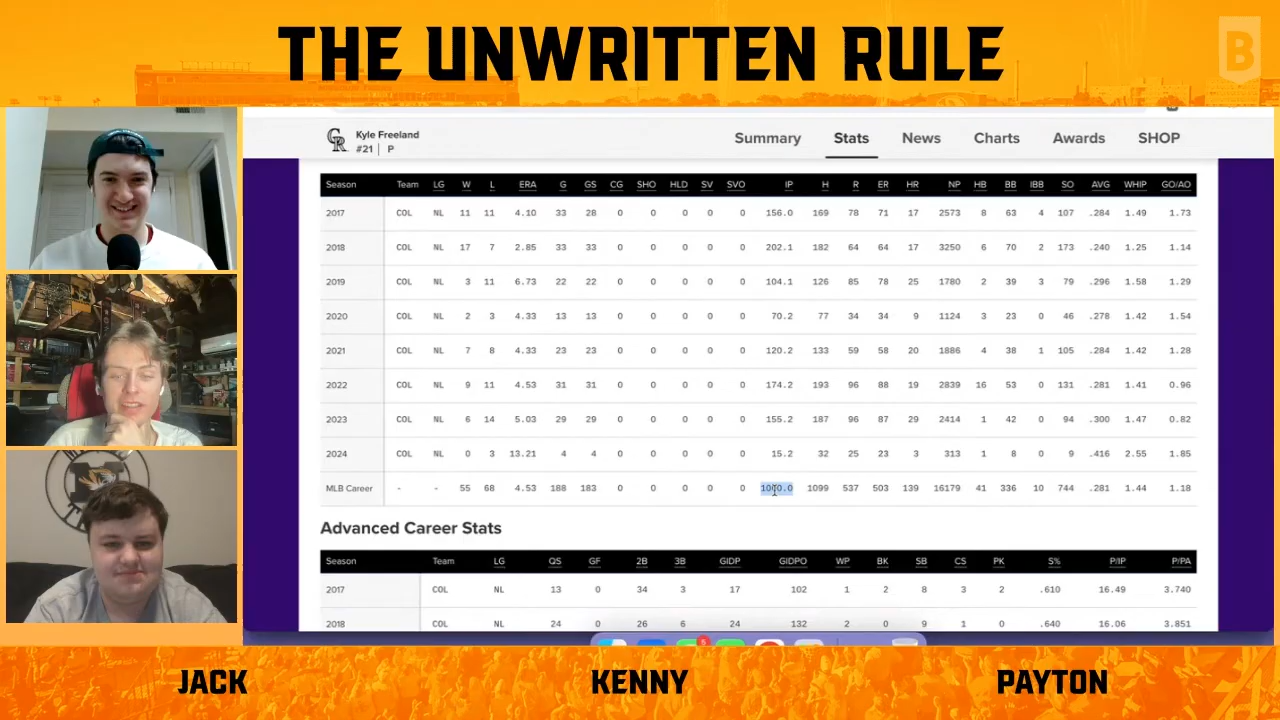 THE UNWRITTEN RULE
B
Kyle Freeland
#21 | P
Summary Stats News Charts Awards SHOP
Season Team LG W L ERA G GS CG SHO HLD SV SVO IP H R ER HR NP HB BB IBB SO AVG WHIP GO/AO
2017 COL NL 11 11 4.10 33 28 0 0 0 0 0 156.0 169 78 71 17 2573 8 63 4 107 .284 1.49 1.73
2018 COL NL 17 7 2.85 33 33 0 0 0 0 0 202.1 182 64 64 17 3250 6 70 2 173 .240 1.25 1.14
2019 COL NL 3 11 6.73 22 22 0 0 0 0 0 104.1 126 85 78 25 1780 2 39 3 79 .296 1.58 1.29
2020 COL NL 2 3 4.33 13 13 0 0 0 0 0 70.2 77 34 34 9 1124 3 23 0 46 .278 1.42 1.54
2021 COL NL 7 8 4.33 23 23 0 0 0 0 0 120.2 133 59 58 20 1886 4 38 1 105 .284 1.42 1.28
2022 COL NL 9 11 4.53 31 31 0 0 0 0 0 174.2 193 96 88 19 2839 16 53 0 131 .281 1.41 0.96
2023 COL NL 6 14 5.03 29 29 0 0 0 0 0 155.2 187 96 87 29 2414 1 42 0 94 .300 1.47 0.82
2024 COL NL 0 3 13.21 4 4 0 0 0 0 0 15.2 32 25 23 3 313 1 8 0 9 .416 2.55 1.85
MLB Career - - 55 68 4.53 188 183 0 0 0 0 0 1000.0 1099 537 503 139 16179 41 336 10 744 .281 1.44 1.18
Advanced Career Stats
Season Team LG QS GF 2B 3B GIDP GIDPO WP BK SB CS PK S% P/IP P/PA
2017 COL NL 13 0 34 3 17 102 1 2 8 3 2 .610 16.49 3.740
2018 COL NL 24 0 26 6 24 132 2 0 9 1 0 .640 16.06 3.851
5
JACK KENNY PAYTON